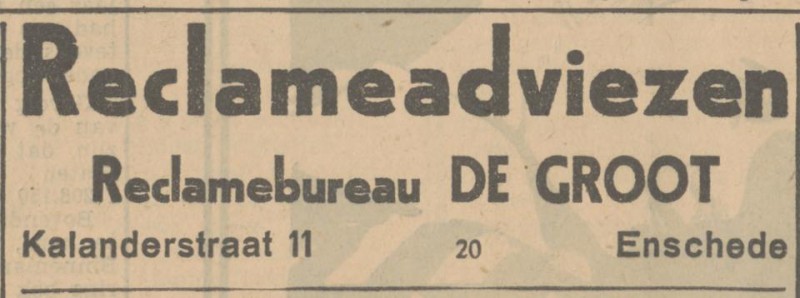 Reclameadviezen
Reclamebureau DE GROOT
Kalanderstraat 11 20 Enschede